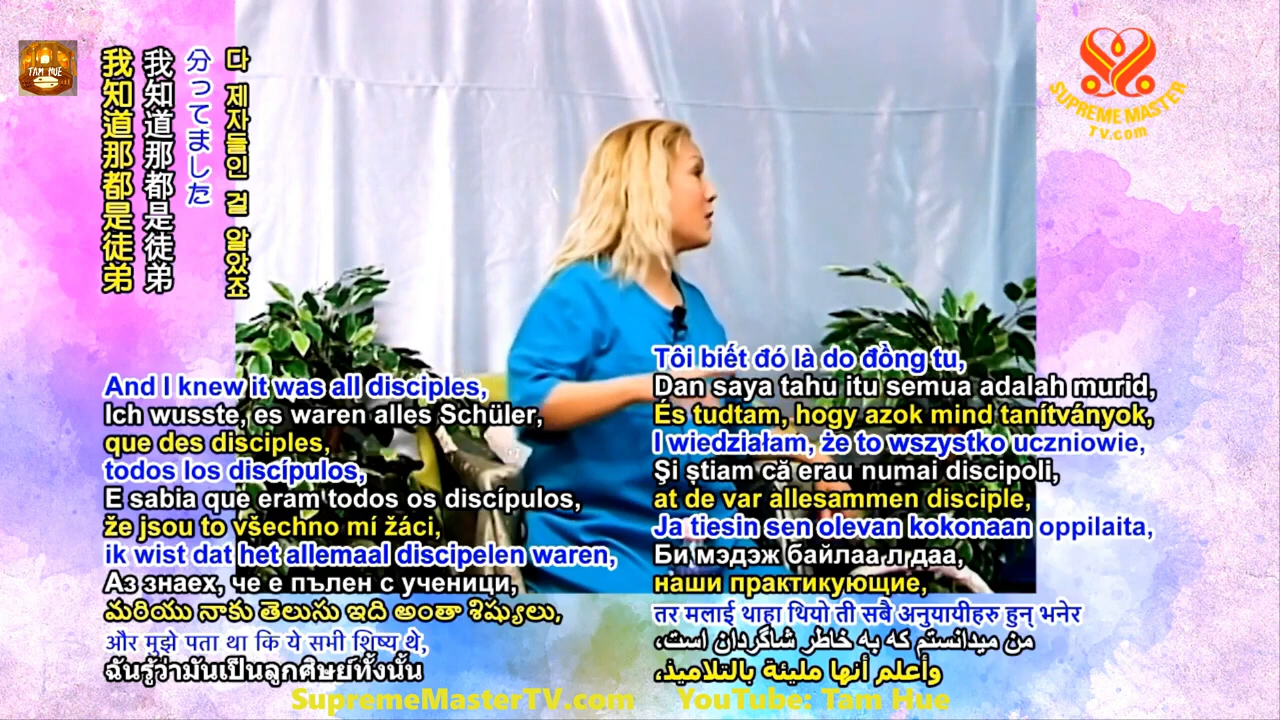 TAM HUE
我知道那都是徒弟
我知道那都是徒弟
分ってました
다 제자들인 걸 알았죠
SUPREME MASTER
TV.com
And I knew it was all disciples,
Ich wusste, es waren alles Schüler,
que des disciples,
todos los discípulos,
E sabia que eram todos os discípulos,
že jsou to všechno mí žáci,
ik wist dat het allemaal discipelen waren,
Аз знаех, че е пълен с ученици,
మరియు నాకు తెలుసు ఇది అంతా శిష్యులు,
और मुझे पता था कि ये सभी शिष्य थे,
ฉันรู้ว่ามันเป็นลูกศิษย์ทั้งนั้น
Tôi biết đó là do đồng tu,
Dan saya tahu itu semua adalah murid,
És tudtam, hogy azok mind tanítványok,
I wiedziałam, że to wszystko uczniowie,
Şi ştiam că erau numai discipoli,
at de var allesammen disciple,
Ja tiesin sen olevan kokonaan oppilaita,
Би мэдэж байлаа л даа,
наши практикующие,
तर मलाई थाहा थियो ती सबै अनुयायीहरु हुन् भनेर
من میدانستم که به خاطر شاگردان است،
وأعلم أنها مليئة بالتلاميذ،
SupremeMasterTV.com
YouTube: Tam Hue